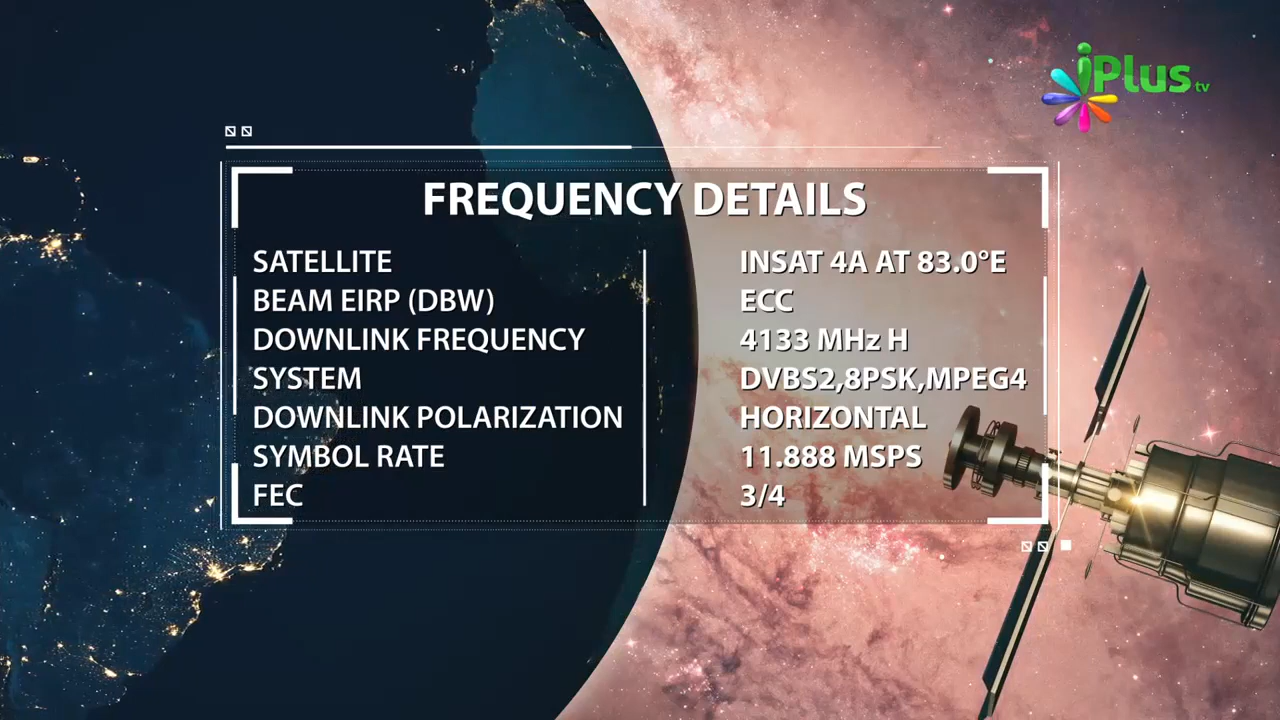 iPlus tv
FREQUENCY DETAILS
SATELLITE INSAT 4A AT 83.0°E
BEAM EIRP (DBW) ECC
DOWNLINK FREQUENCY 4133 MHz H
SYSTEM DVBS2,8PSK,MPEG4
DOWNLINK POLARIZATION HORIZONTAL
SYMBOL RATE 11.888 MSPS
FEC 3/4